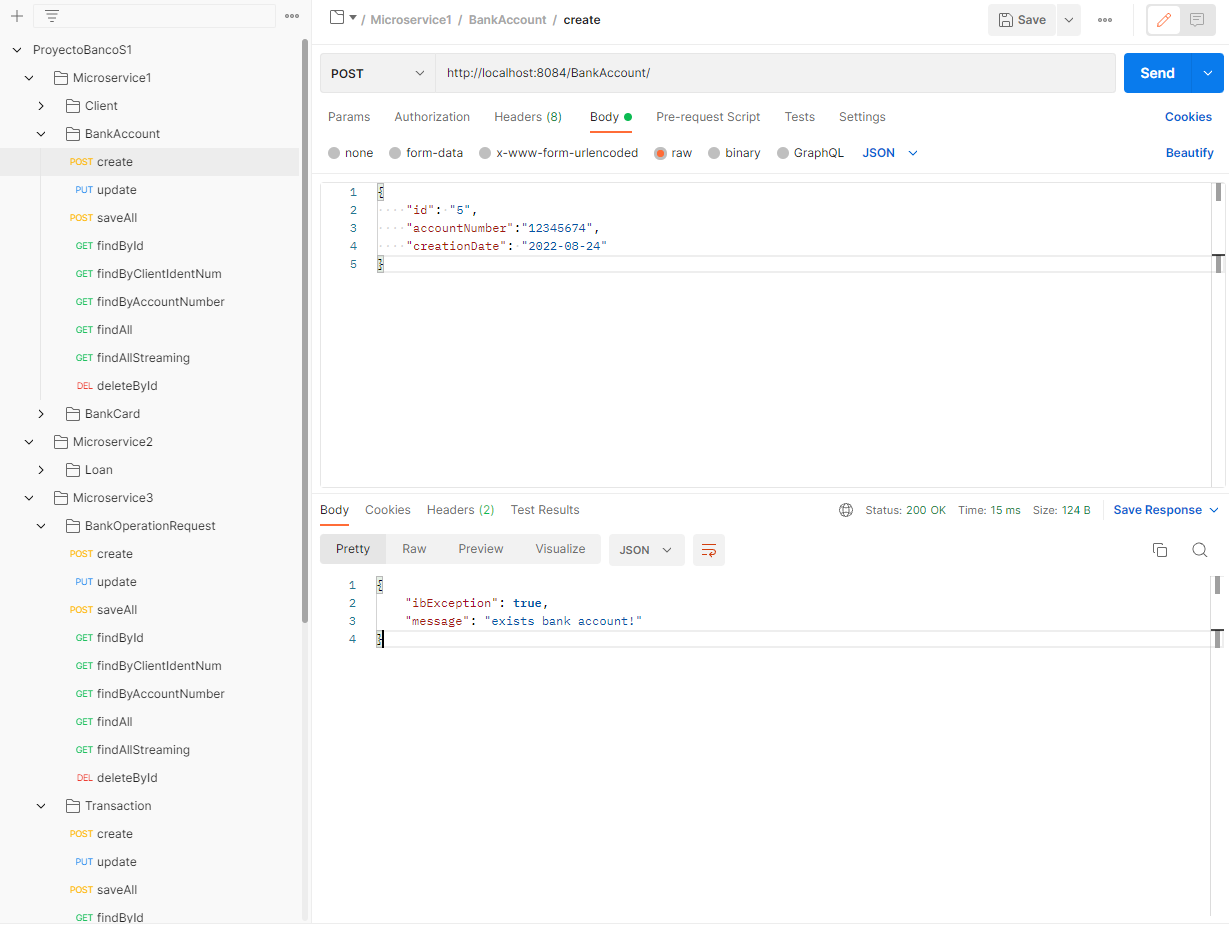 ProyectoBancoS1
Microservice1
Client
BankAccount
POST create
PUT update
POST saveAll
GET findById
GET findByClientIdentNum
GET findByAccountNumber
GET findAll
GET findAllStreaming
DEL deleteById
BankCard
Microservice2
Loan
Microservice3
BankOperationRequest
POST create
PUT update
POST saveAll
GET findById
GET findByClientIdentNum
GET findByAccountNumber
GET findAll
GET findAllStreaming
DEL deleteById
Transaction
POST create
PUT update
POST saveAll
GET findById
/ Microservice1 / BankAccount / create
Save
POST http://localhost:8084/BankAccount/ Send
Params Authorization Headers (8) Body Pre-request Script Tests Settings Cookies
none form-data x-www-form-urlencoded raw binary GraphQL JSON Beautify
1 {
2 "id": "5",
3 "accountNumber":"12345674",
4 "creationDate": "2022-08-24"
5 }
Body Cookies Headers (2) Test Results Status: 200 OK Time: 15 ms Size: 124 B Save Response
Pretty Raw Preview Visualize JSON
1 {
2 "ibException": true,
3 "message": "exists bank account!"
4 }